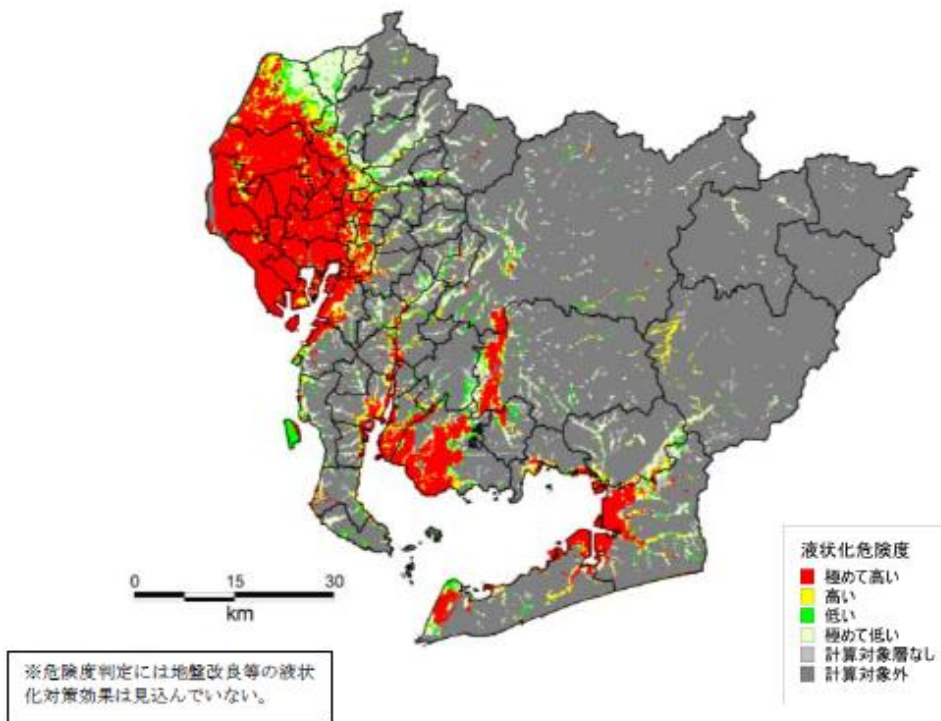 0 15 30
km
液状化危険度
極めて高い
高い
低い
極めて低い
計算対象層なし
計算対象外
※危険度判定には地盤改良等の液状
化対策効果は見込んでいない。